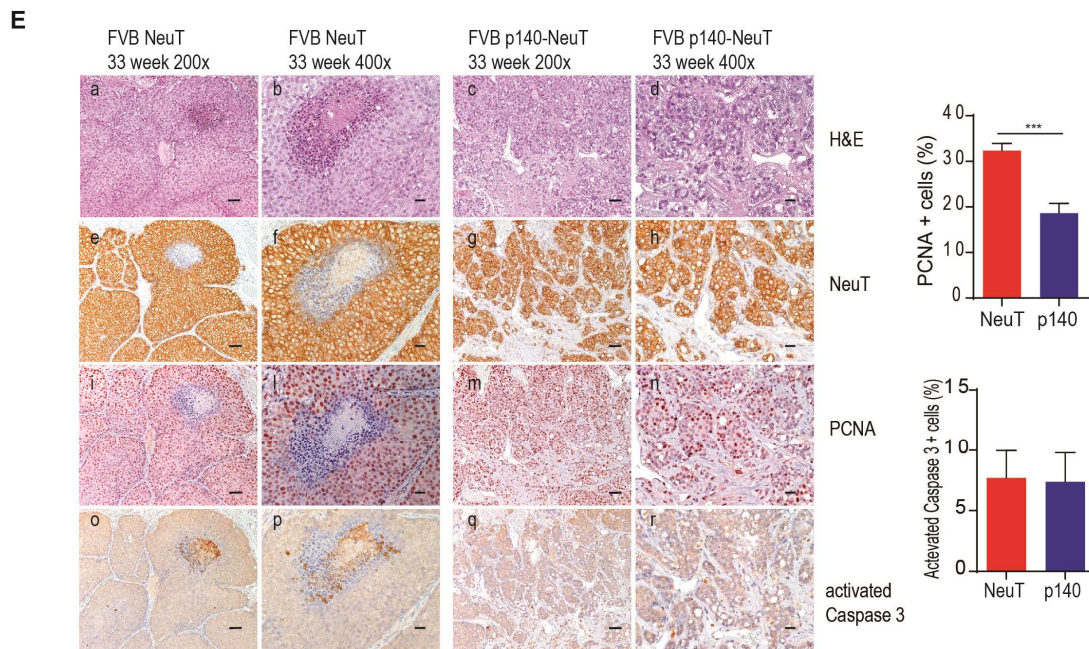 E
FVB NeuT
33 week 200x
FVB NeuT
33 week 400x
FVB p140-NeuT
33 week 200x
FVB p140-NeuT
33 week 400x
a
b
c
d
H&E
e
f
g
h
NeuT
i
l
m
n
PCNA
o
p
q
r
activated
Caspase 3
PCNA + cells (%)
40
30
20
10
0
***
NeuT
p140
Actevated Caspase 3 + cells (%)
15
10
5
0
NeuT
p140